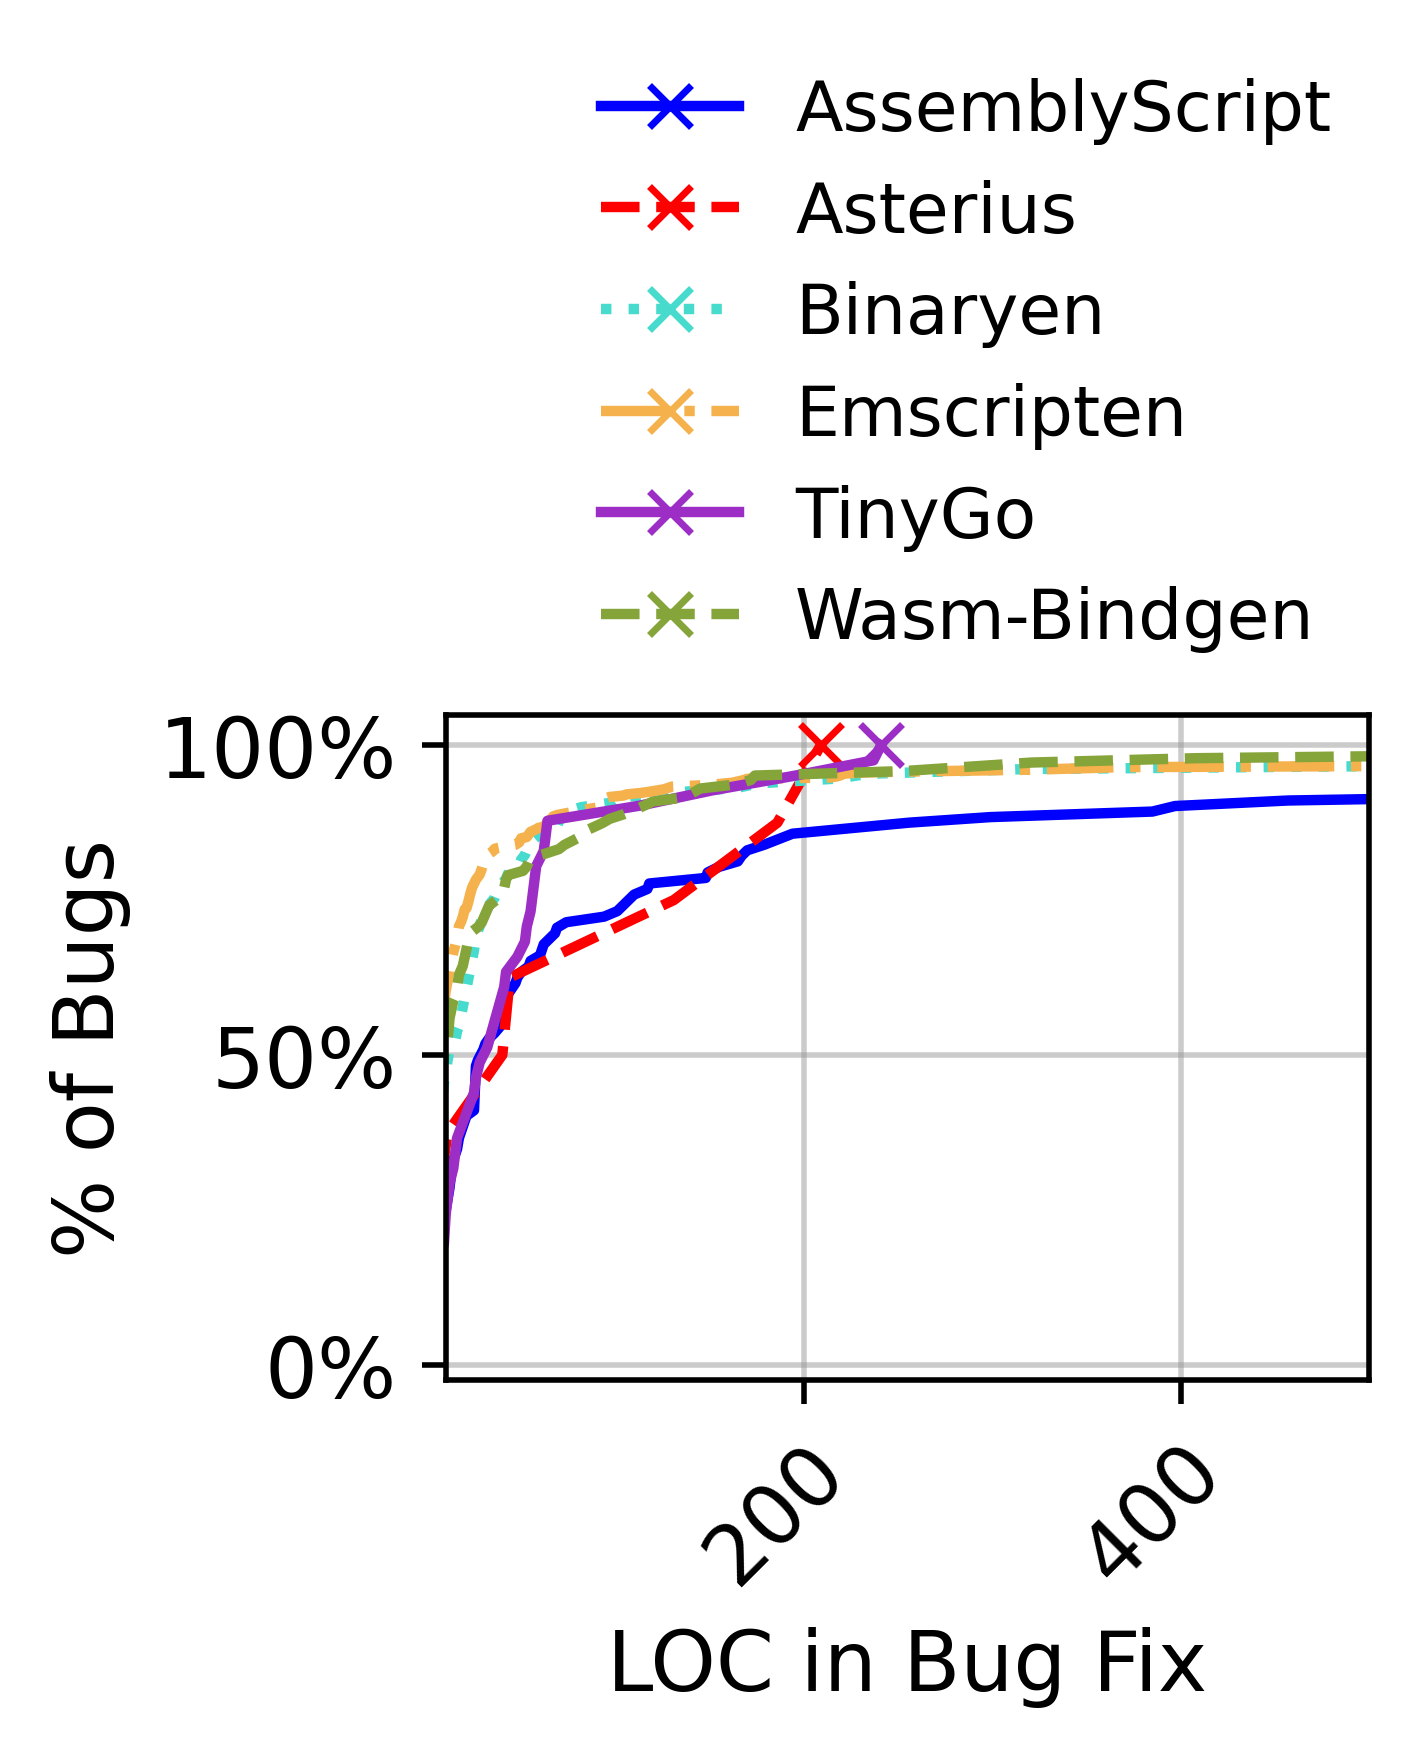 AssemblyScript
Asterius
Binaryen
Emscripten
TinyGo
Wasm-Bindgen
100%
50%
0%
% of Bugs
200
400
LOC in Bug Fix